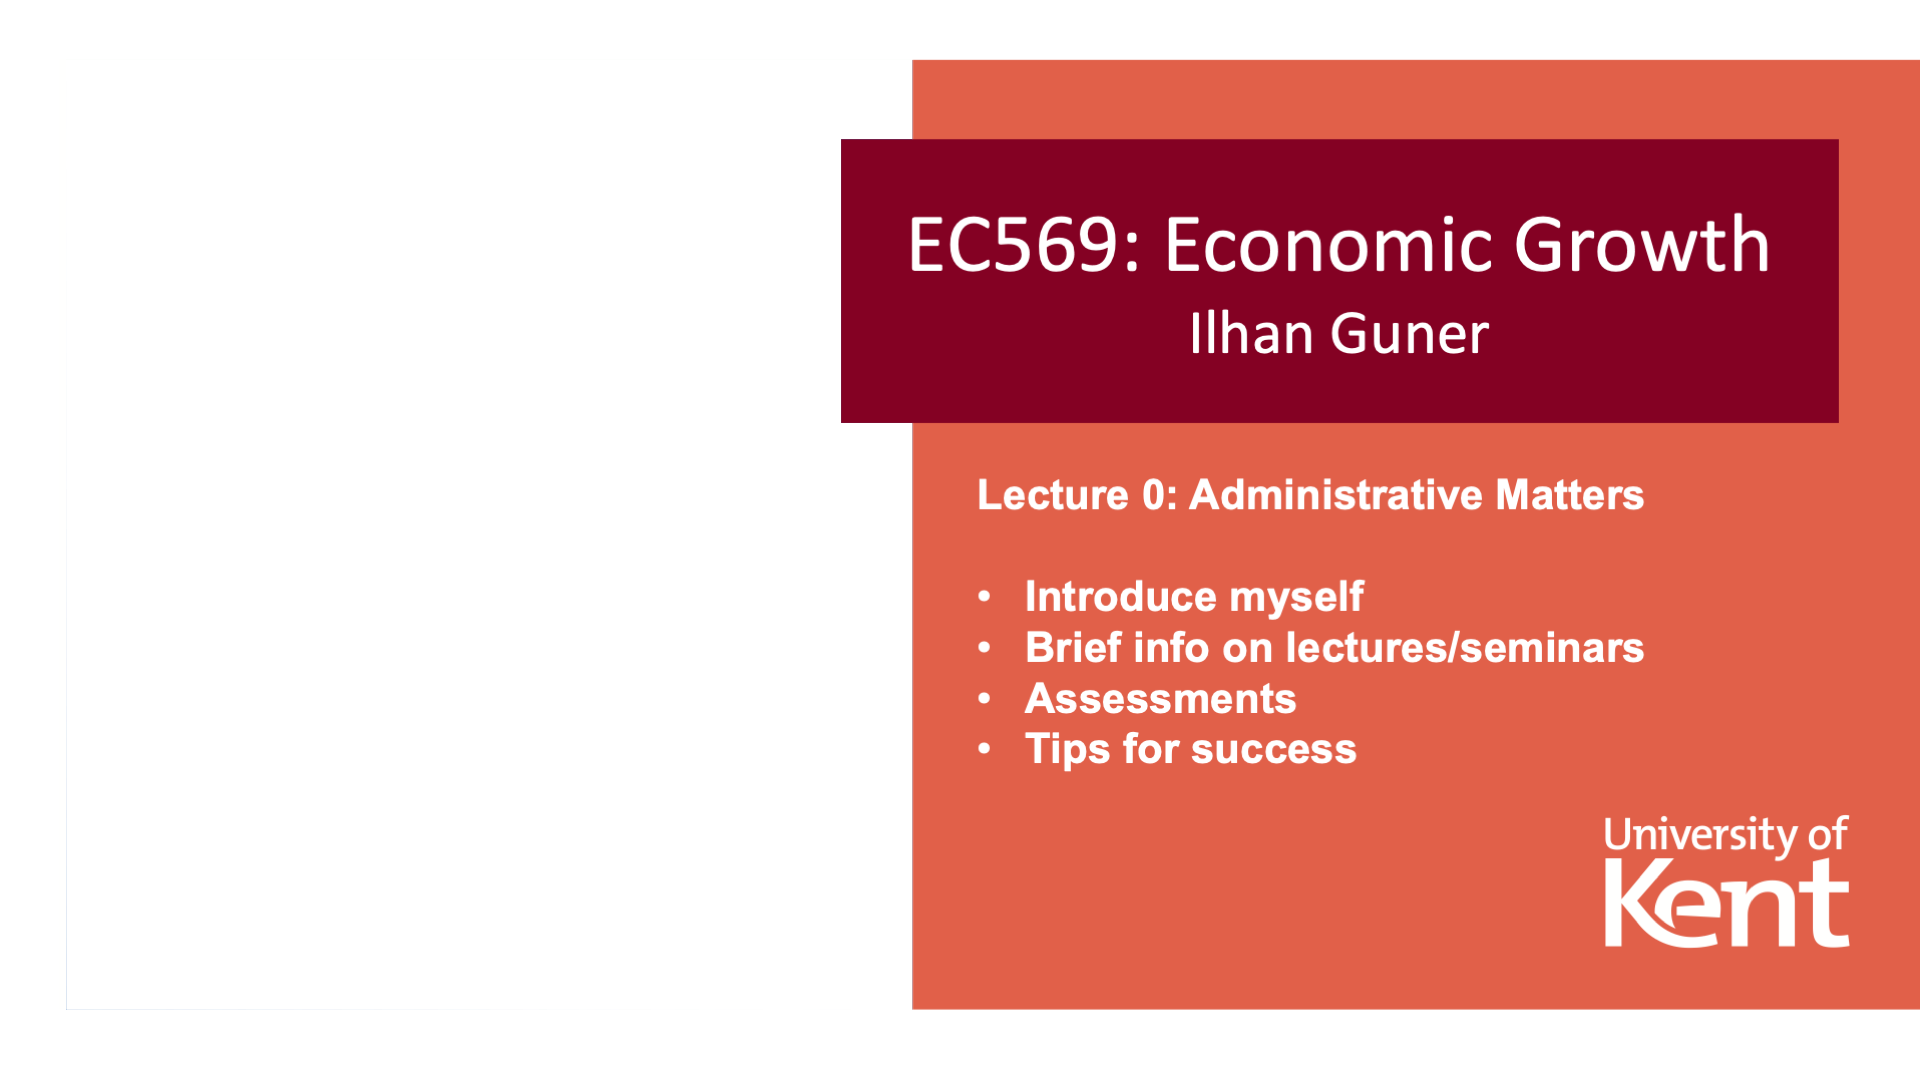 EC569: Economic Growth
Ilhan Guner
Lecture 0: Administrative Matters
• Introduce myself
• Brief info on lectures/seminars
• Assessments
• Tips for success
University of
Kent